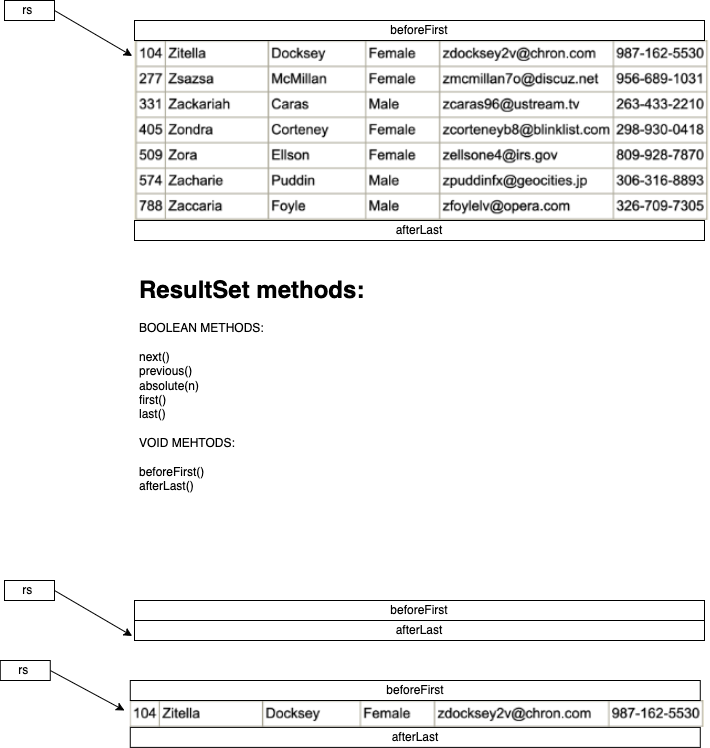 rs
beforeFirst
104 Zitella Docksey Female zdocksey2v@chron.com 987-162-5530
277 Zsazsa McMillan Female zmcmillan7o@discuz.net 956-689-1031
331 Zackariah Caras Male zcaras96@ustream.tv 263-433-2210
405 Zondra Corteney Female zcorteneyb8@blinklist.com 298-930-0418
509 Zora Ellson Female zellsone4@irs.gov 809-928-7870
574 Zacharie Puddin Male zpuddinfx@geocities.jp 306-316-8893
788 Zaccaria Foyle Male zfoylelv@opera.com 326-709-7305
afterLast
ResultSet methods:
BOOLEAN METHODS:
next()
previous()
absolute(n)
first()
last()
VOID MEHTODS:
beforeFirst()
afterLast()
rs
beforeFirst
afterLast
rs
beforeFirst
104 Zitella Docksey Female zdocksey2v@chron.com 987-162-5530
afterLast